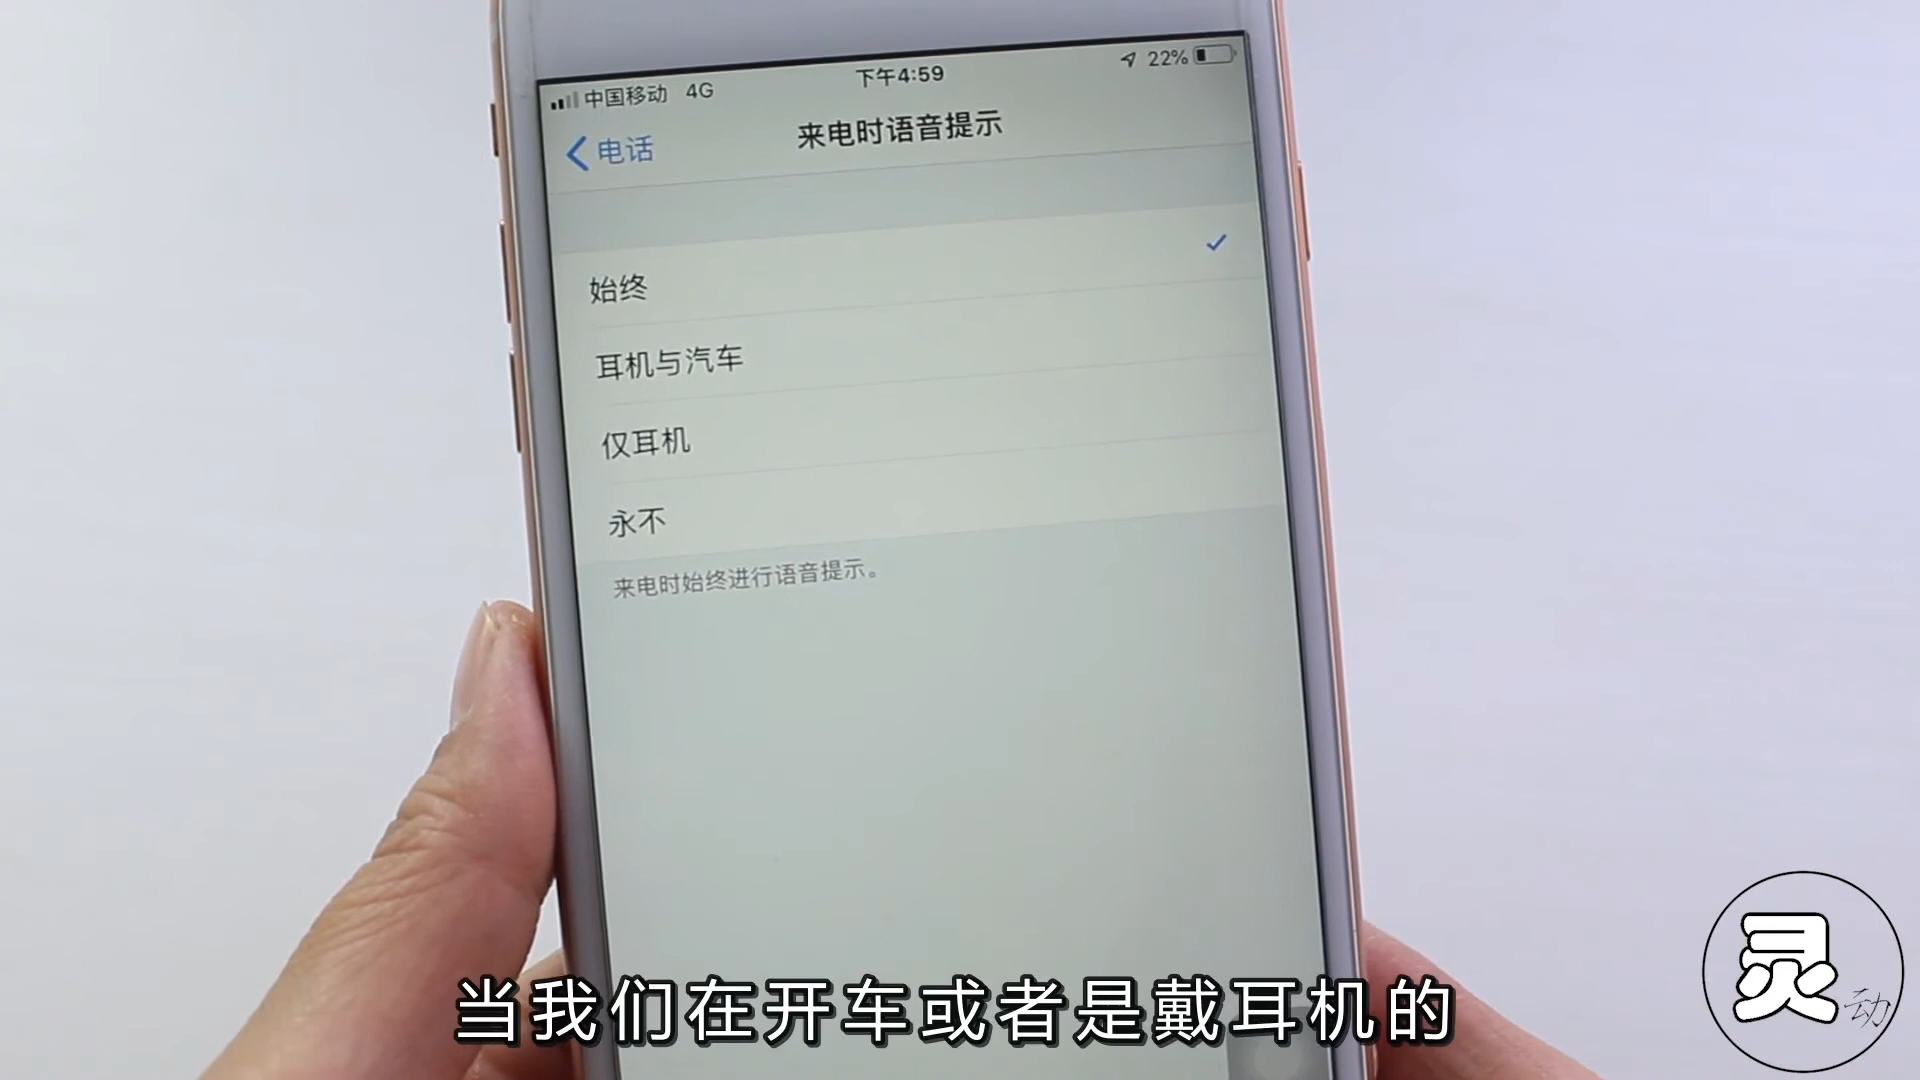 中国移动 4G 下午4:59 22%
电话 来电时语音提示
始终
耳机与汽车
仅耳机
永不
来电时始终进行语音提示。
当我们在开车或者是戴耳机的
灵动